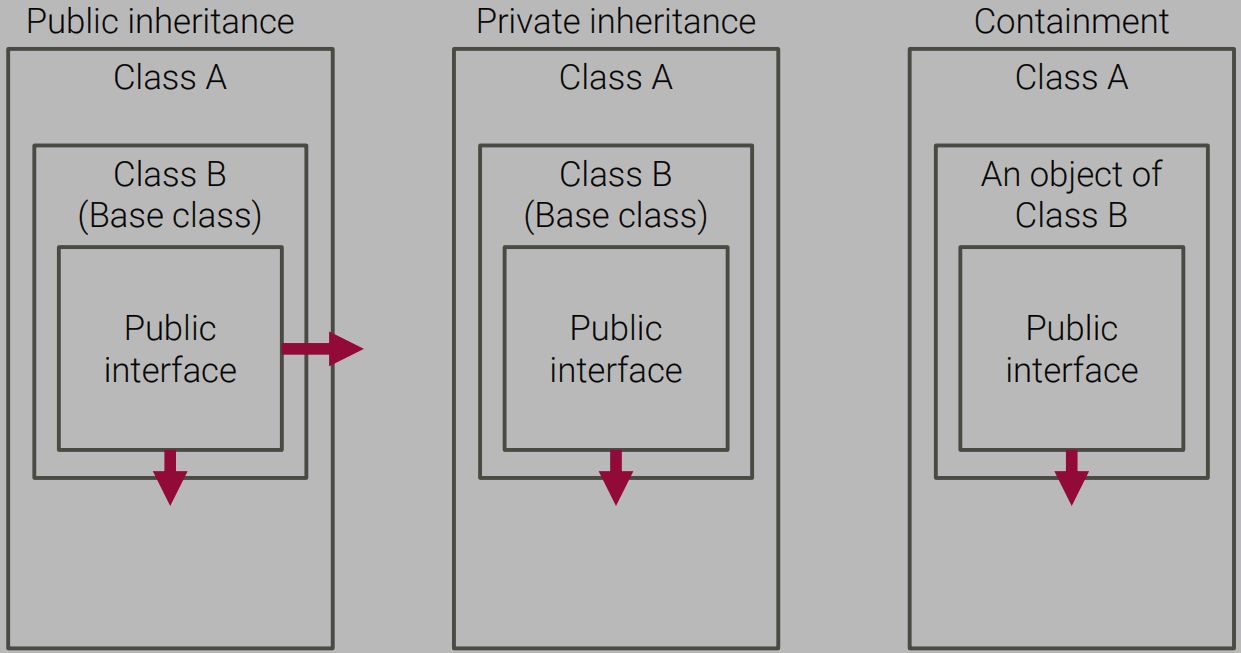 Public inheritance
Class A
Class B
(Base class)
Public
interface
Private inheritance
Class A
Class B
(Base class)
Public
interface
Containment
Class A
An object of
Class B
Public
interface